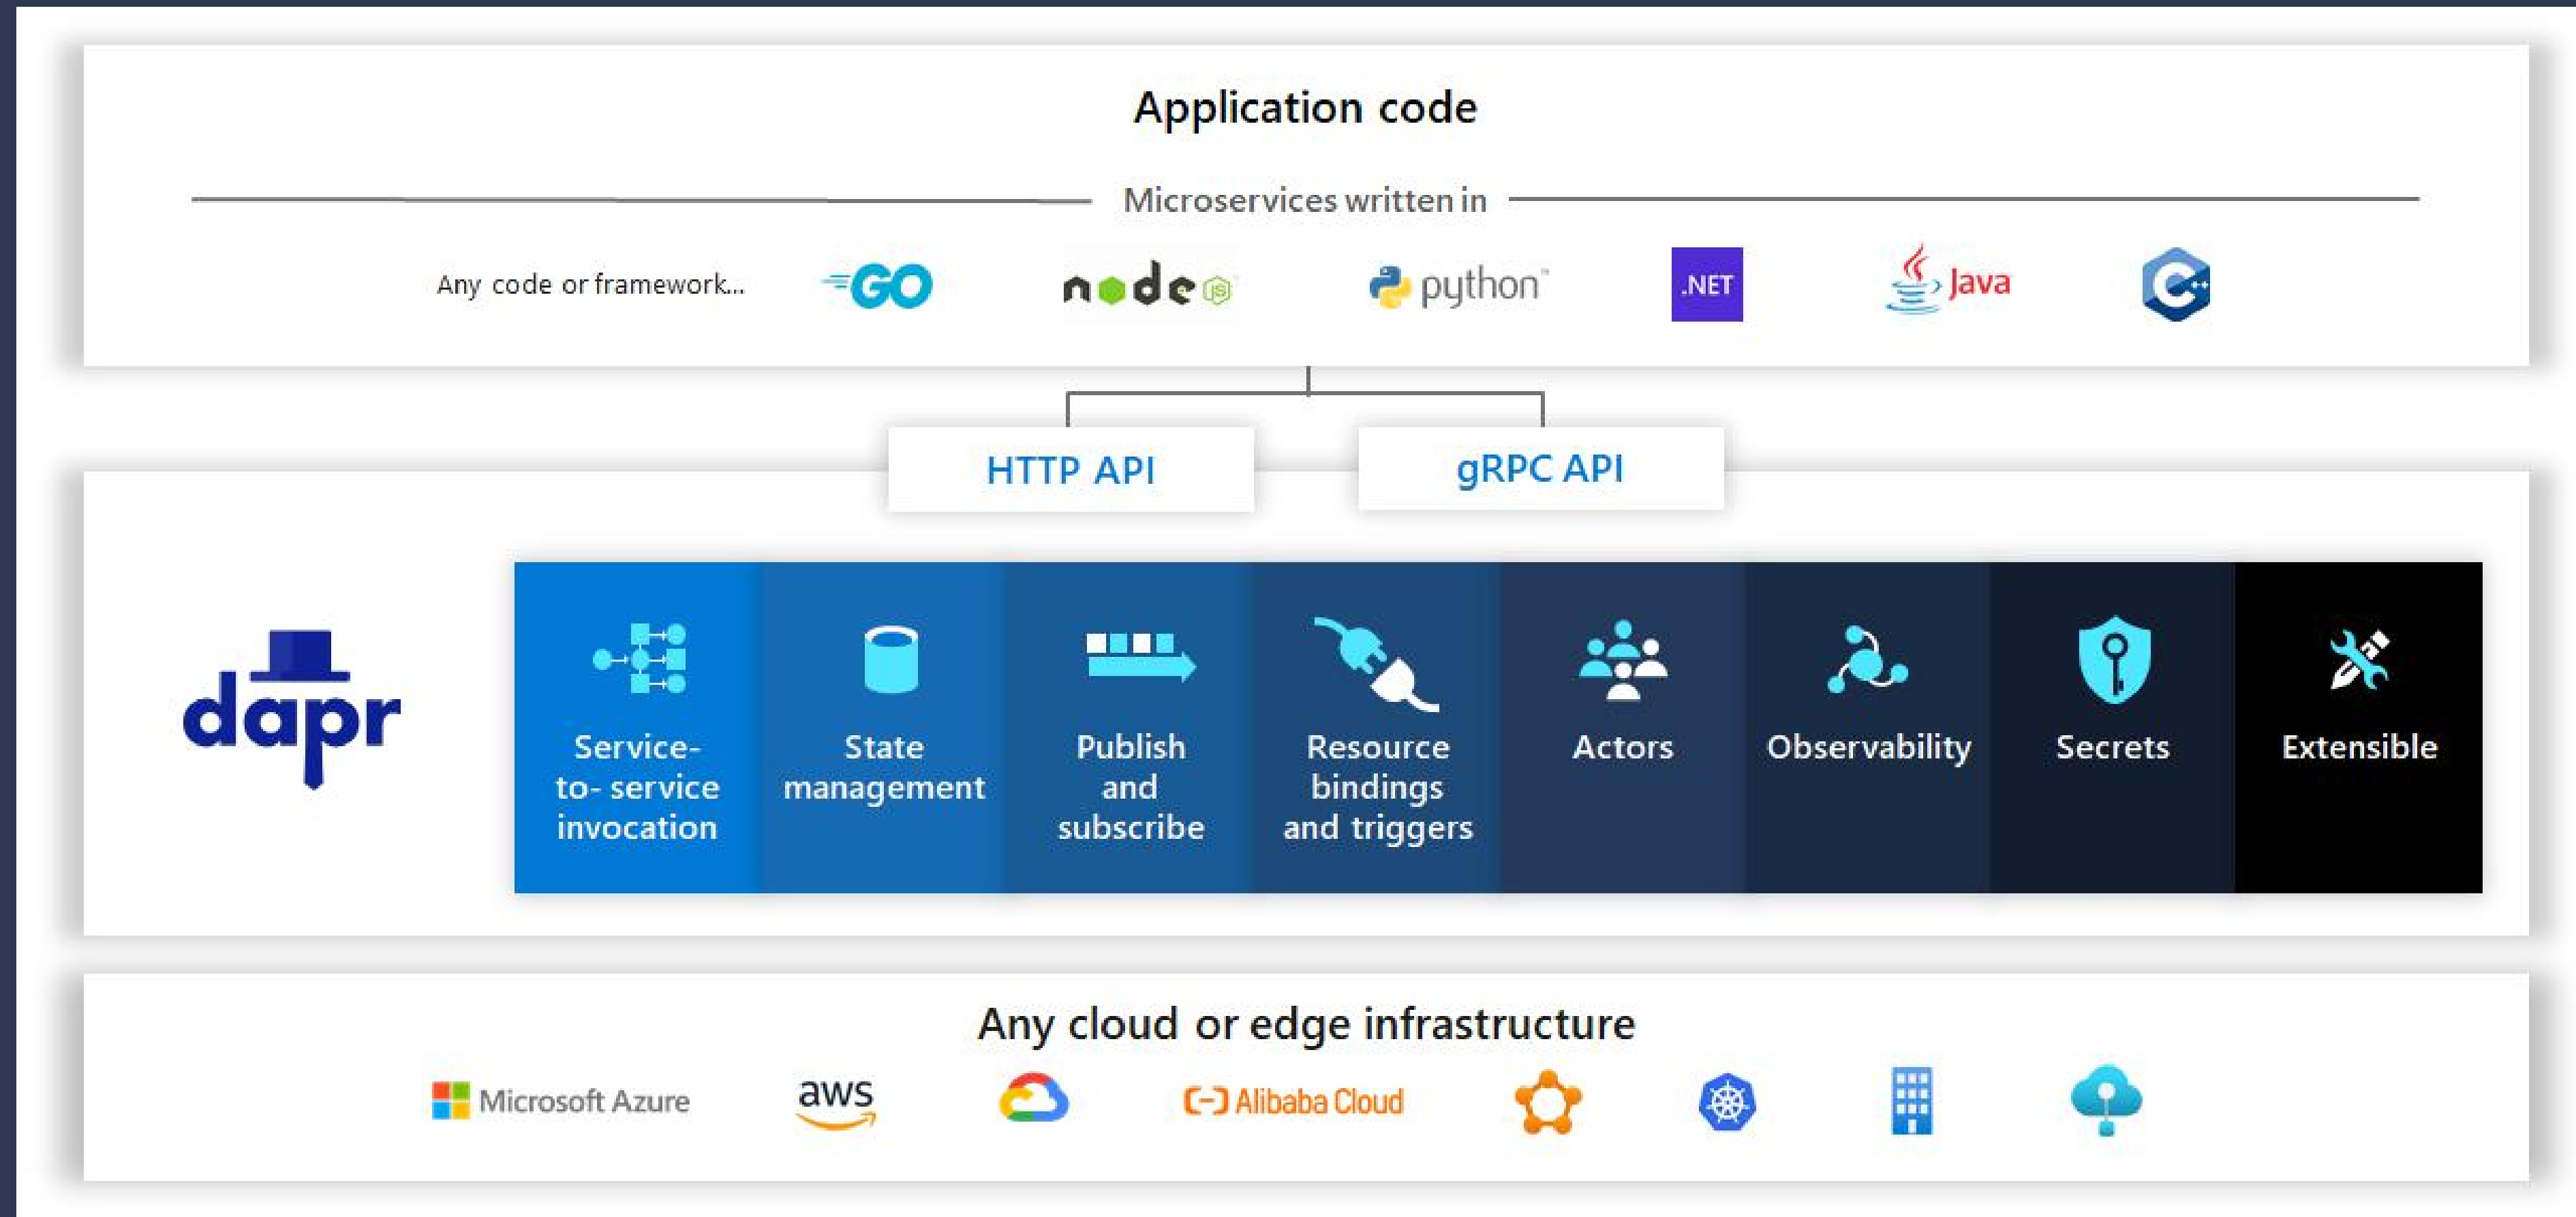 Application code
Microservices written in
Any code or framework...
GO
node JS
python™
.NET
Java
C++
HTTP API
gRPC API
dapr
Service-
to- service
invocation
State
management
Publish
and
subscribe
Resource
bindings
and triggers
Actors
Observability
Secrets
Extensible
Any cloud or edge infrastructure
Microsoft Azure
aws
Alibaba Cloud